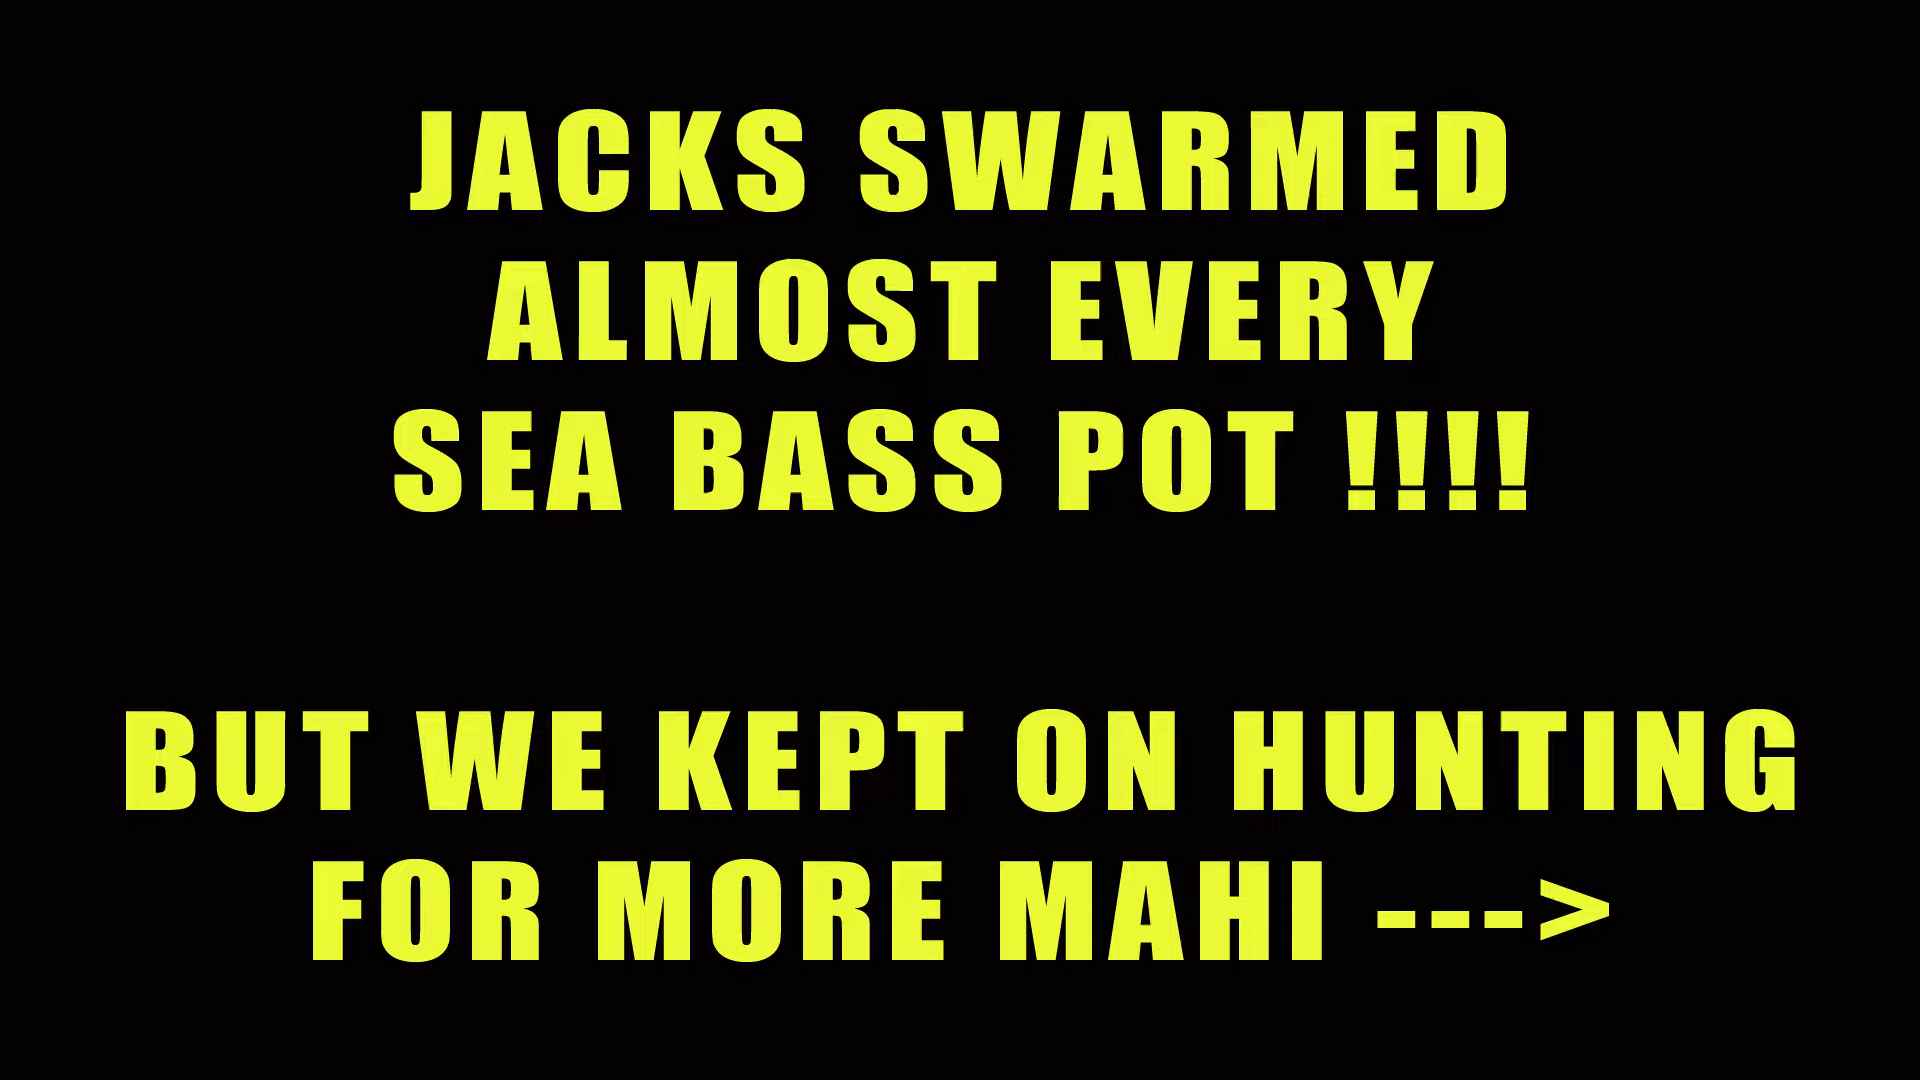 JACKS SWARMED
ALMOST EVERY
SEA BASS POT !!!!
BUT WE KEPT ON HUNTING
FOR MORE MAHI --->